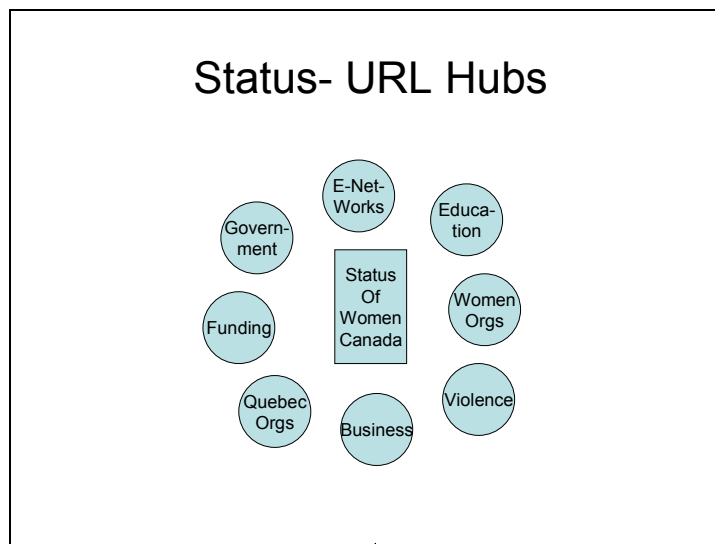 Status- URL Hubs
E-Net-
Works
Educa-
tion
Govern-
ment
Status
Of
Women
Canada
Women
Orgs
Funding
Quebec
Orgs
Business
Violence